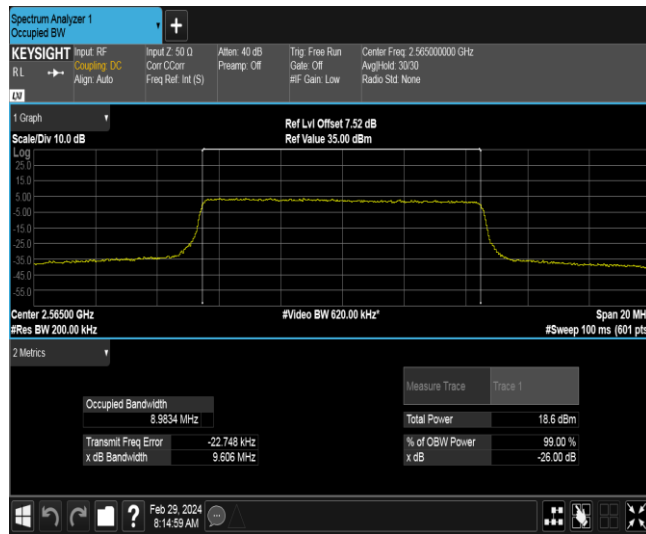 Spectrum Analyzer 1
Occupied BW
+
KEYSIGHT Input: RF Input Z: 50 Ω Atten: 40 dB Trig: Free Run Center Freq: 2.565000000 GHz
RL Coupling: DC Corr CCorr Preamp: Off Gate: Off Avg|Hold: 30/30
Align: Auto Freq Ref: Int (S) #IF Gain: Low Radio Std: None
LXI
1 Graph
Ref Lvl Offset 7.52 dB
Scale/Div 10.0 dB Ref Value 35.00 dBm
Log
25.0
15.0
5.00
-5.00
-15.0
-25.0
-35.0
-45.0
-55.0
Center 2.56500 GHz #Video BW 620.00 kHz* Span 20 MH
#Res BW 200.00 kHz #Sweep 100 ms (601 pts
2 Metrics
Measure Trace Trace 1
Occupied Bandwidth
8.9834 MHz Total Power 18.6 dBm
Transmit Freq Error -22.748 kHz % of OBW Power 99.00 %
x dB Bandwidth 9.606 MHz x dB -26.00 dB
? Feb 29, 2024
8:14:59 AM